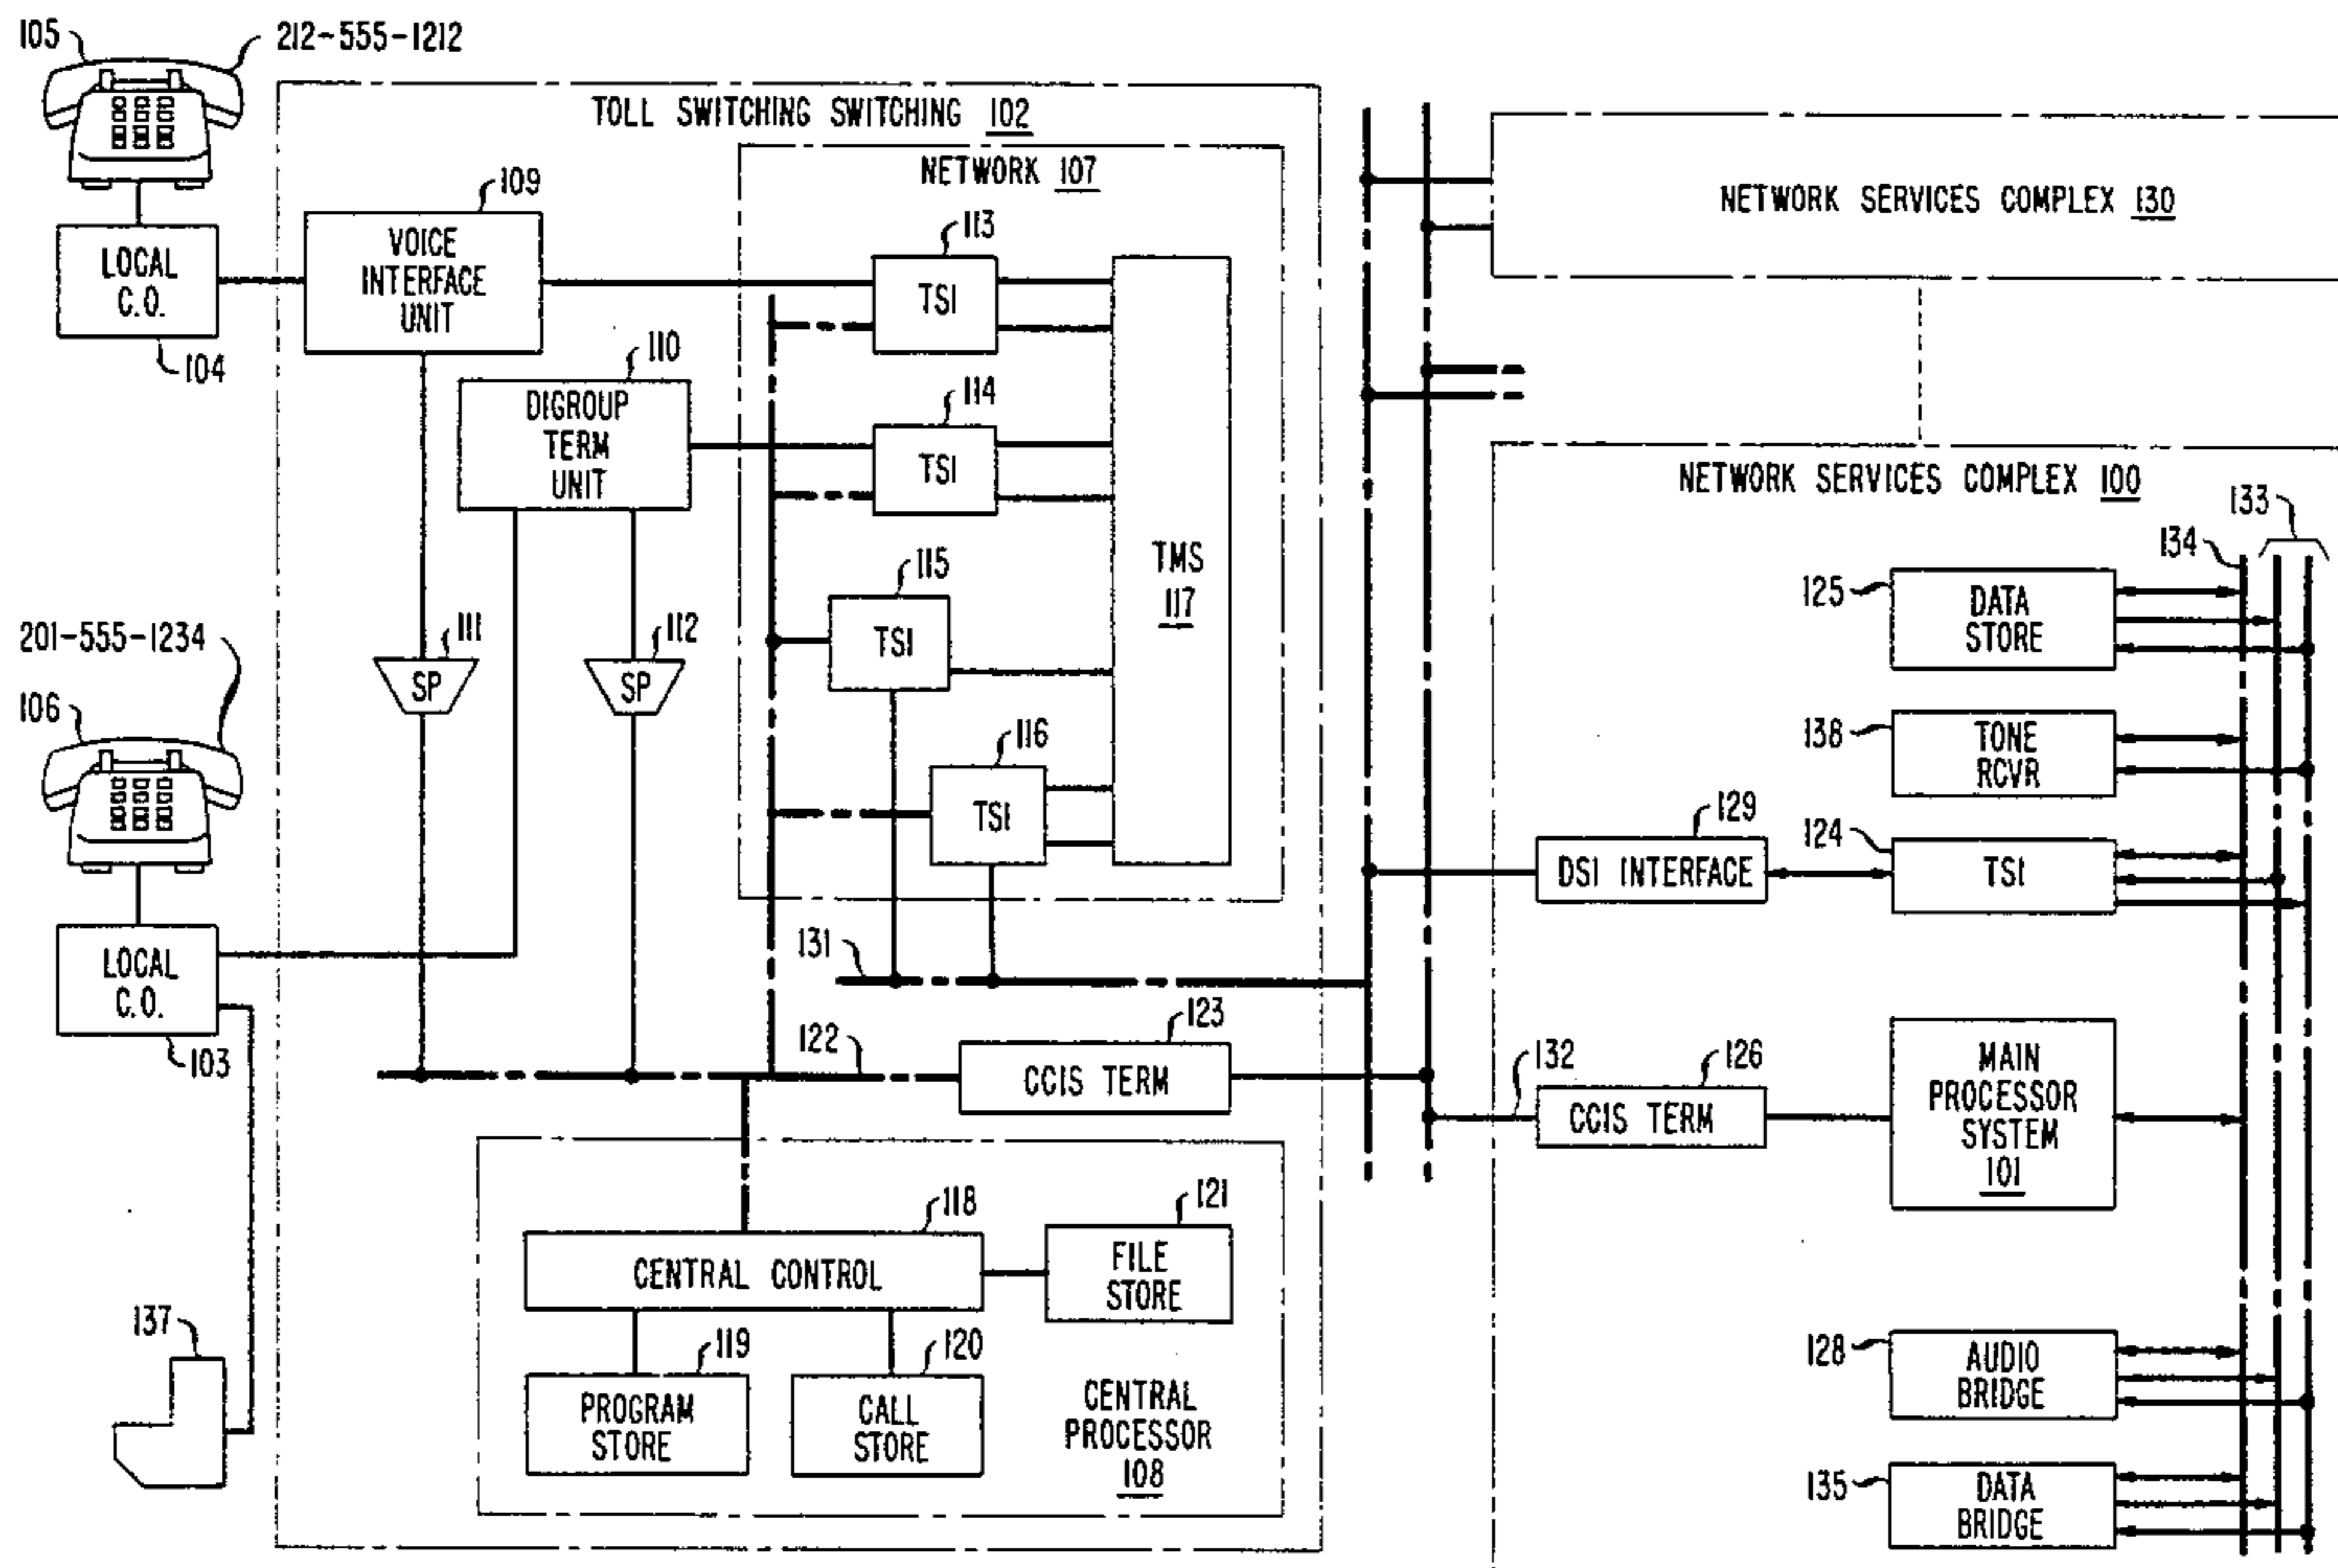 105
212-555-1212
TOLL SWITCHING SWITCHING 102
NETWORK 107
109
VOICE
INTERFACE
UNIT
LOCAL
C.O.
104
113
TSI
110
DIGROUP
TERM
UNIT
114
TSI
TMS
117
115
TSI
111
SP
112
SP
116
TSI
201-555-1234
106
LOCAL
C.O.
103
131
122
123
CCIS TERM
118
CENTRAL CONTROL
121
FILE
STORE
119
PROGRAM
STORE
120
CALL
STORE
CENTRAL
PROCESSOR
108
137
NETWORK SERVICES COMPLEX 130
NETWORK SERVICES COMPLEX 100
133
134
125
DATA
STORE
138
TONE
RCVR
129
DSI INTERFACE
124
TSI
132
126
CCIS TERM
MAIN
PROCESSOR
SYSTEM
101
128
AUDIO
BRIDGE
135
DATA
BRIDGE